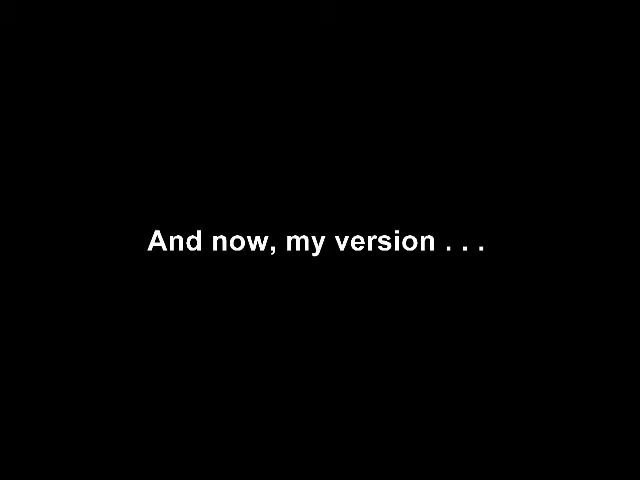 And now, my version . . .